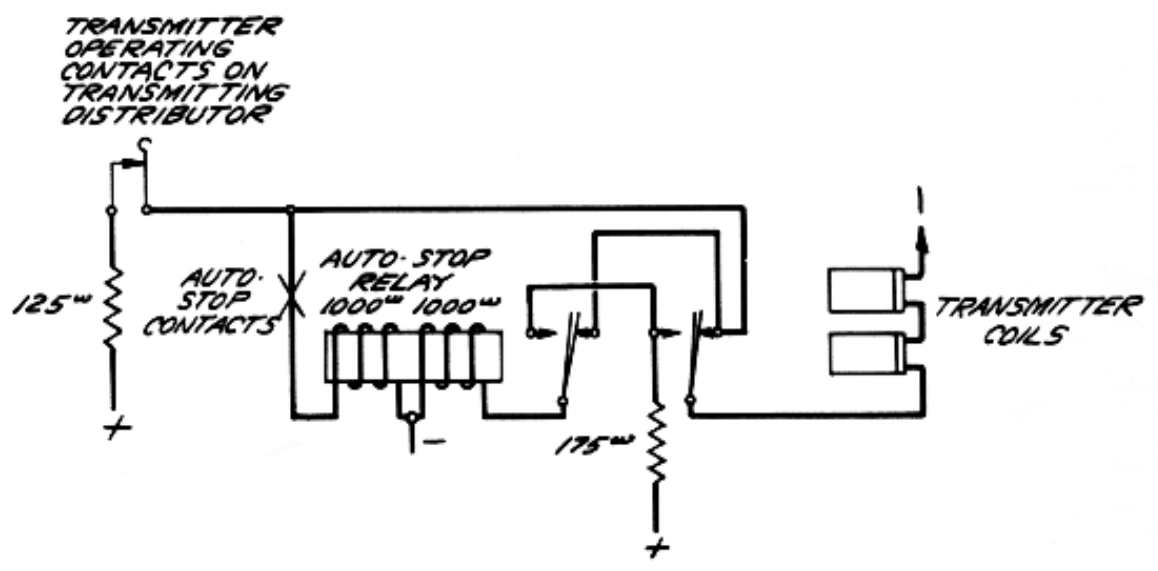 TRANSMITTER
OPERATING
CONTACTS ON
TRANSMITTING
DISTRIBUTOR
AUTO-
STOP
CONTACTS
AUTO-STOP
RELAY
1000ω 1000ω
125ω
TRANSMITTER
COILS
175ω
+
−
+
−